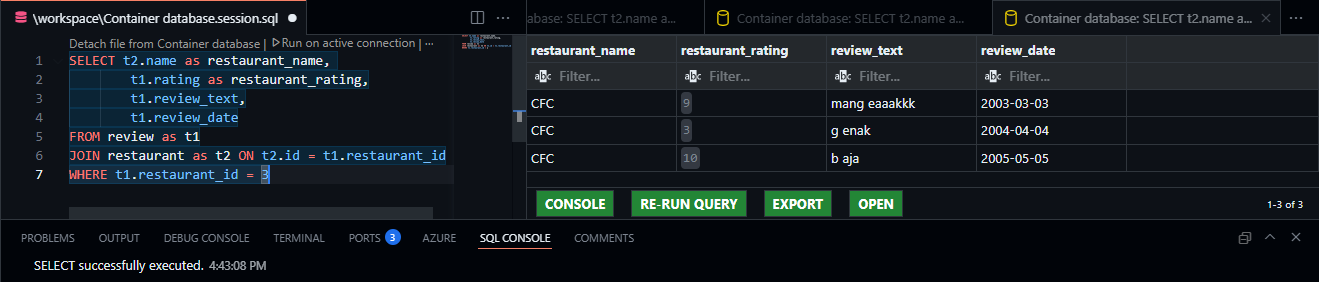 \workspace\Container database.session.sql
Detach file from Container database | Run on active connection | ···
1 SELECT t2.name as restaurant_name,
2 t1.rating as restaurant_rating,
3 t1.review_text,
4 t1.review_date
5 FROM review as t1
6 JOIN restaurant as t2 ON t2.id = t1.restaurant_id
7 WHERE t1.restaurant_id = 3
abase: SELECT t2.name a... Container database: SELECT t2.name a... Container database: SELECT t2.name a...
restaurant_name restaurant_rating review_text review_date
abc Filter... abc Filter... abc Filter... abc Filter...
CFC 9 mang eaaakkk 2003-03-03
CFC 3 g enak 2004-04-04
CFC 10 b aja 2005-05-05
CONSOLE RE-RUN QUERY EXPORT OPEN 1-3 of 3
PROBLEMS OUTPUT DEBUG CONSOLE TERMINAL PORTS 3 AZURE SQL CONSOLE COMMENTS
SELECT successfully executed. 4:43:08 PM